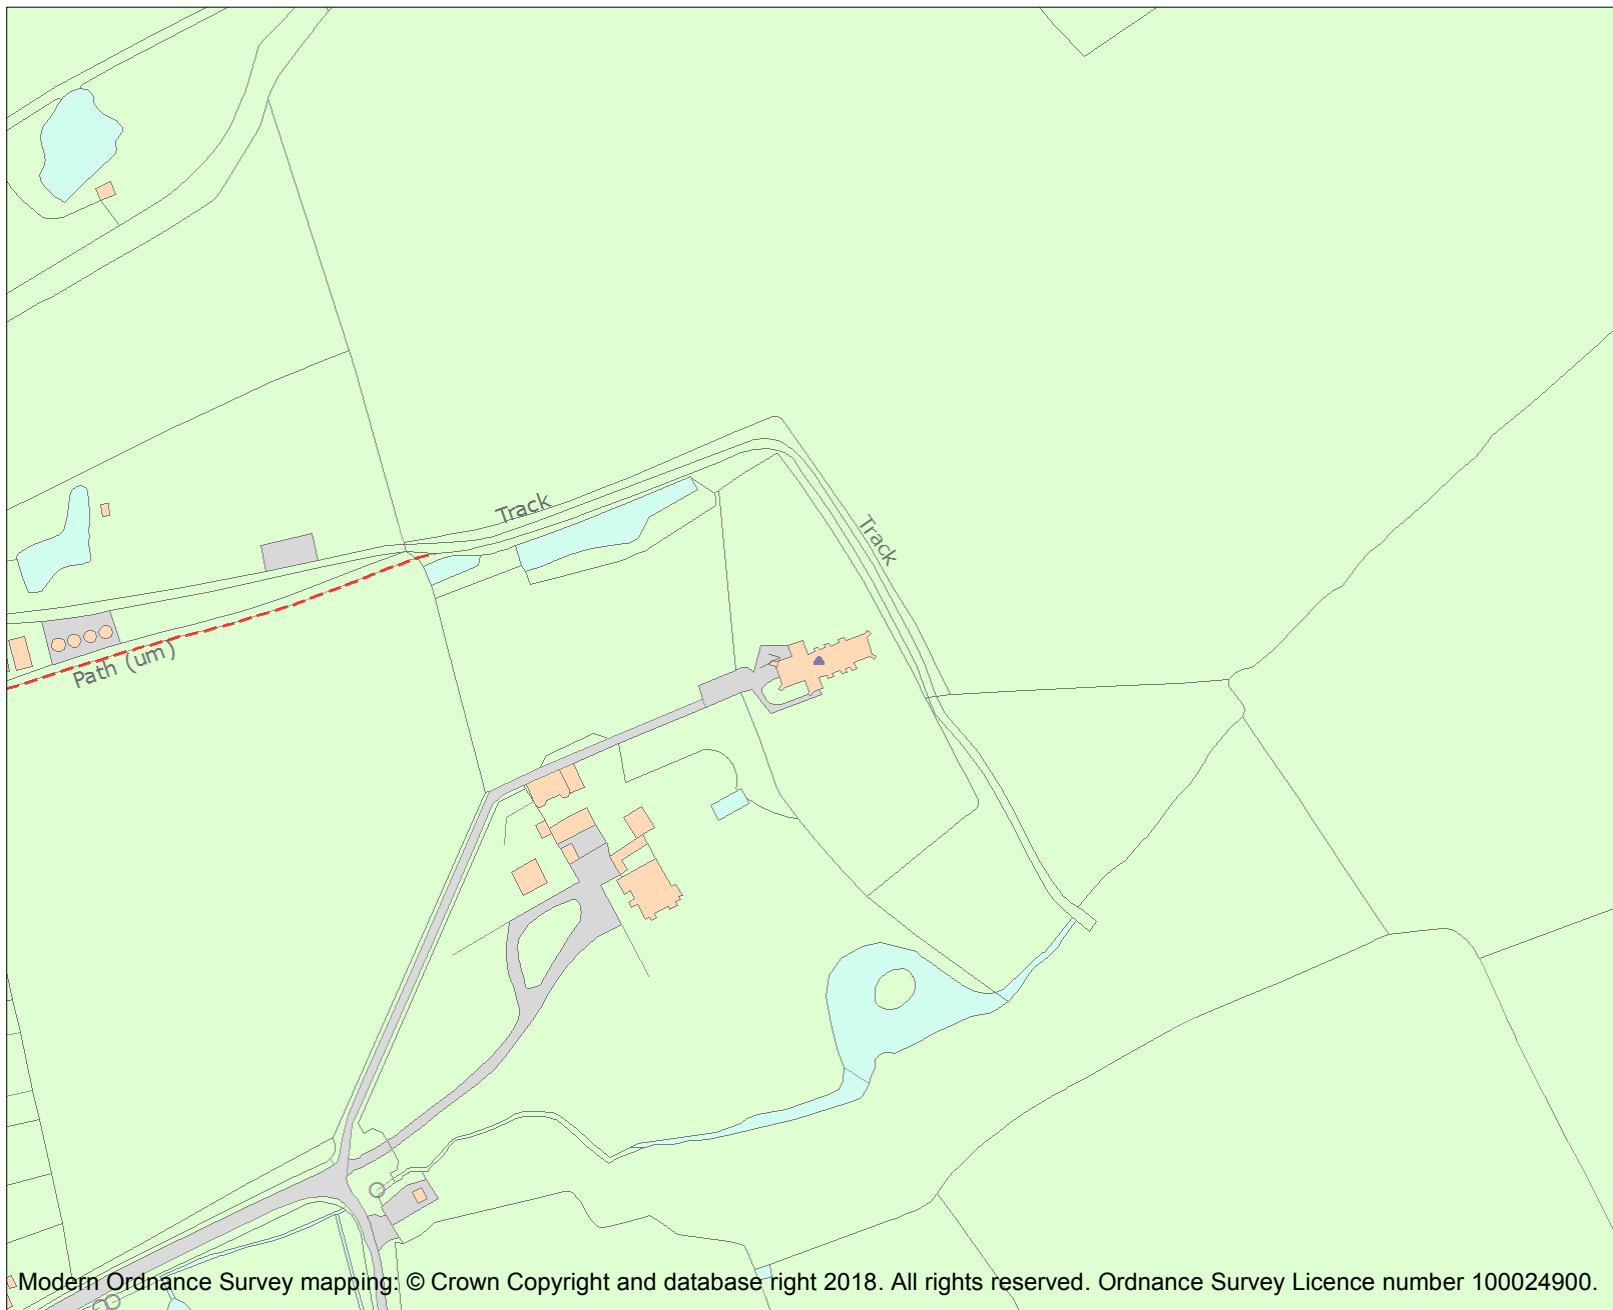 Track
Track
Path (um)
Modern Ordnance Survey mapping: © Crown Copyright and database right 2018. All rights reserved. Ordnance Survey Licence number 100024900.